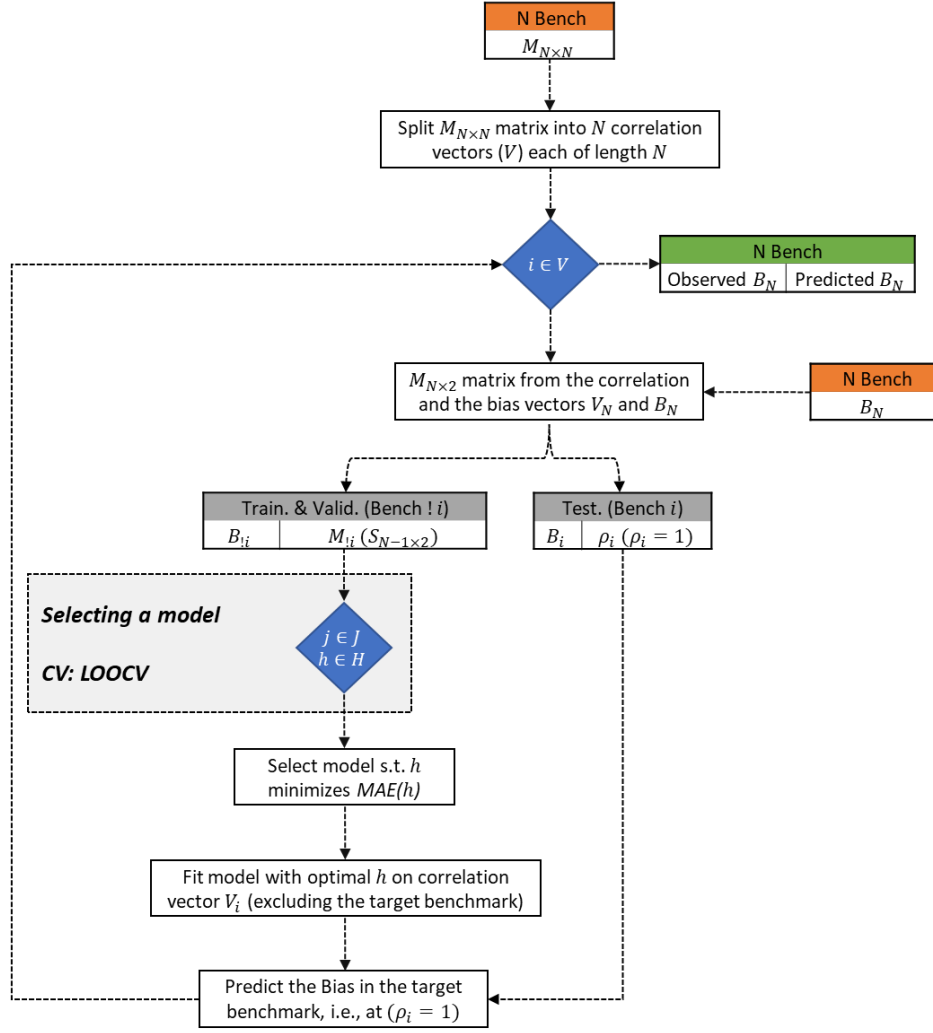 N Bench
M_{N×N}
Split M_{N×N} matrix into N correlation
vectors (V) each of length N
i ∈ V
N Bench
Observed B_N | Predicted B_N
M_{N×2} matrix from the correlation
and the bias vectors V_N and B_N
N Bench
B_N
Train. & Valid. (Bench ! i)
B_{!i} | M_{!i} (S_{N−1×2})
Test. (Bench i)
B_i | ρ_i (ρ_i = 1)
Selecting a model
CV: LOOCV
j ∈ J
h ∈ H
Select model s.t. h
minimizes MAE(h)
Fit model with optimal h on correlation
vector V_i (excluding the target benchmark)
Predict the Bias in the target
benchmark, i.e., at (ρ_i = 1)